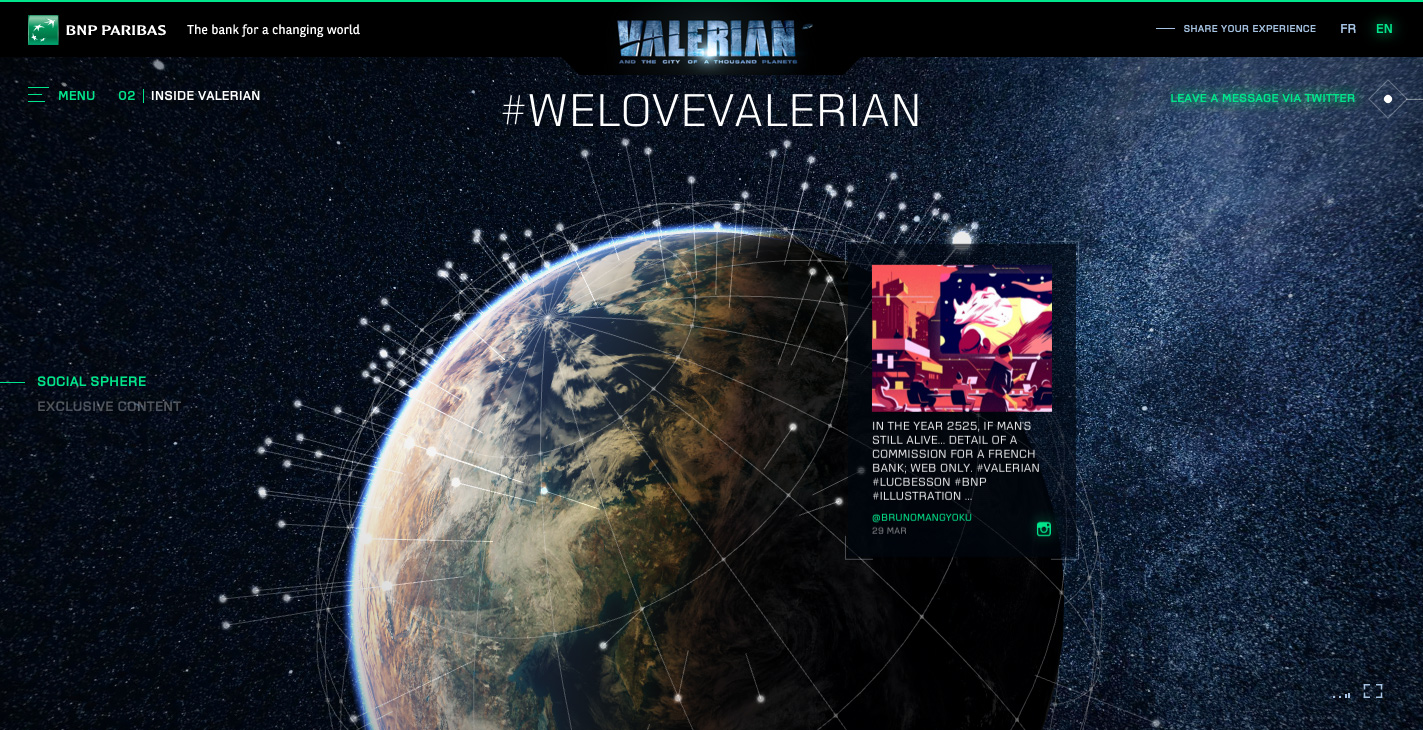 BNP PARIBAS
The bank for a changing world
VALERIAN
AND THE CITY OF A THOUSAND PLANETS
SHARE YOUR EXPERIENCE
FR
EN
MENU
02
INSIDE VALERIAN
#WELOVEVALERIAN
LEAVE A MESSAGE VIA TWITTER
SOCIAL SPHERE
EXCLUSIVE CONTENT
IN THE YEAR 2525, IF MAN'S
STILL ALIVE... DETAIL OF A
COMMISSION FOR A FRENCH
BANK; WEB ONLY. #VALERIAN
#LUCBESSON #BNP
#ILLUSTRATION ...
@BRUNOMANGYOKU
29 MAR